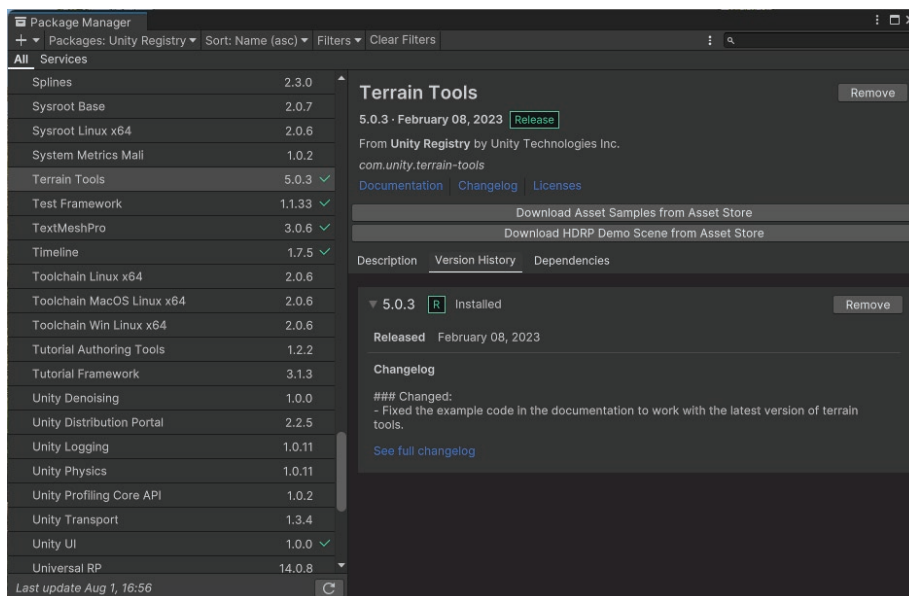 Package Manager
Packages: Unity Registry Sort: Name (asc) Filters Clear Filters
All Services
Splines 2.3.0
Sysroot Base 2.0.7
Sysroot Linux x64 2.0.6
System Metrics Mali 1.0.2
Terrain Tools 5.0.3
Test Framework 1.1.33
TextMeshPro 3.0.6
Timeline 1.7.5
Toolchain Linux x64 2.0.6
Toolchain MacOS Linux x64 2.0.6
Toolchain Win Linux x64 2.0.6
Tutorial Authoring Tools 1.2.2
Tutorial Framework 3.1.3
Unity Denoising 1.0.0
Unity Distribution Portal 2.2.5
Unity Logging 1.0.11
Unity Physics 1.0.11
Unity Profiling Core API 1.0.2
Unity Transport 1.3.4
Unity UI 1.0.0
Universal RP 14.0.8
Last update Aug 1, 16:56
Terrain Tools Remove
5.0.3 · February 08, 2023 Release
From Unity Registry by Unity Technologies Inc.
com.unity.terrain-tools
Documentation Changelog Licenses
Download Asset Samples from Asset Store
Download HDRP Demo Scene from Asset Store
Description Version History Dependencies
5.0.3 R Installed Remove
Released February 08, 2023
Changelog
### Changed:
- Fixed the example code in the documentation to work with the latest version of terrain
tools.
See full changelog